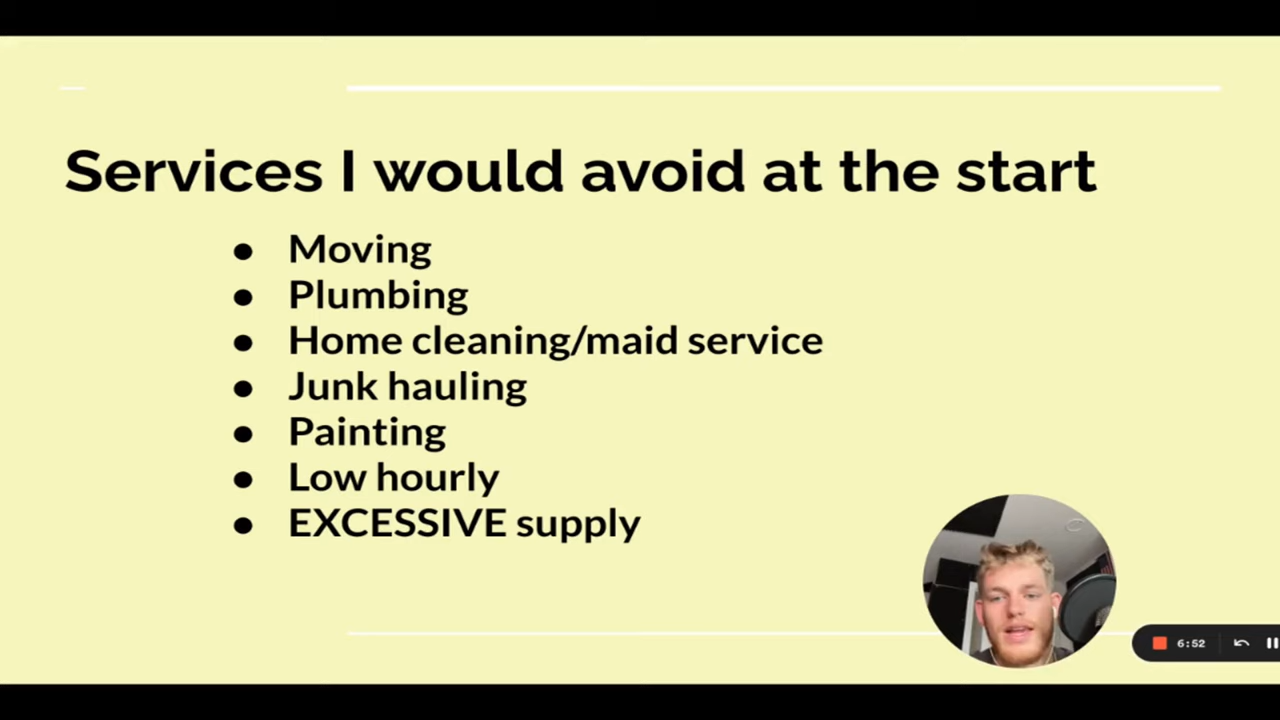 Services I would avoid at the start
● Moving
● Plumbing
● Home cleaning/maid service
● Junk hauling
● Painting
● Low hourly
● EXCESSIVE supply
6:52